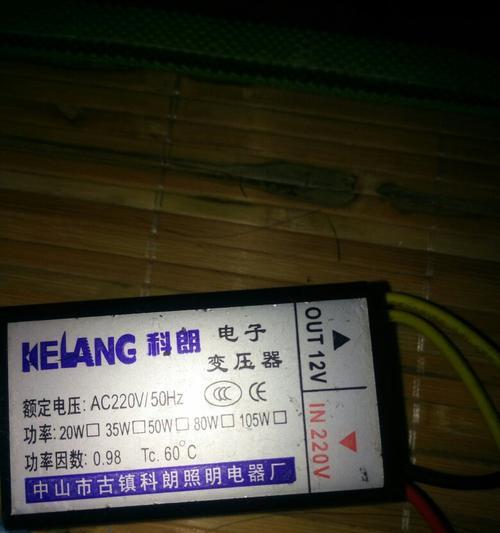 KELANG 科朗 电子
变压器
额定电压: AC220V/50Hz CCC CE
功率: 20W□ 35W□ 50W□ 80W□ 105W□
功率因数: 0.98 Tc. 60°C
中山市古镇科朗照明电器厂
OUT 12V
IN 220V